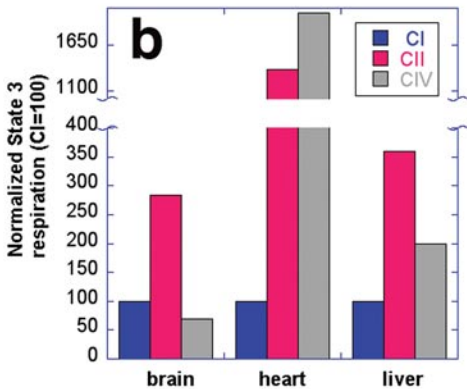 b
CI
CII
CIV
Normalized State 3
respiration (CI=100)
1650
1100
400
350
300
250
200
150
100
50
0
brain heart liver